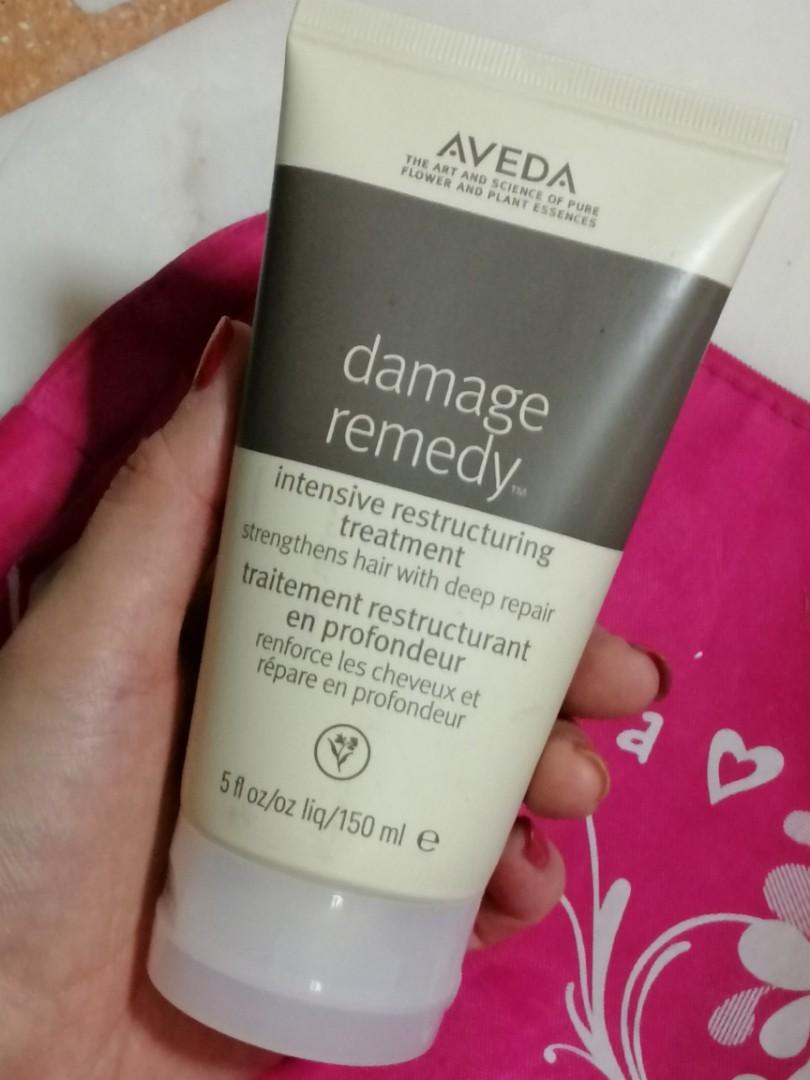 AVEDA
THE ART AND SCIENCE OF PURE
FLOWER AND PLANT ESSENCES
damage
remedy™
intensive restructuring
treatment
strengthens hair with deep repair
traitement restructurant
en profondeur
renforce les cheveux et
répare en profondeur
5 fl oz/oz liq/150 ml ℮
a